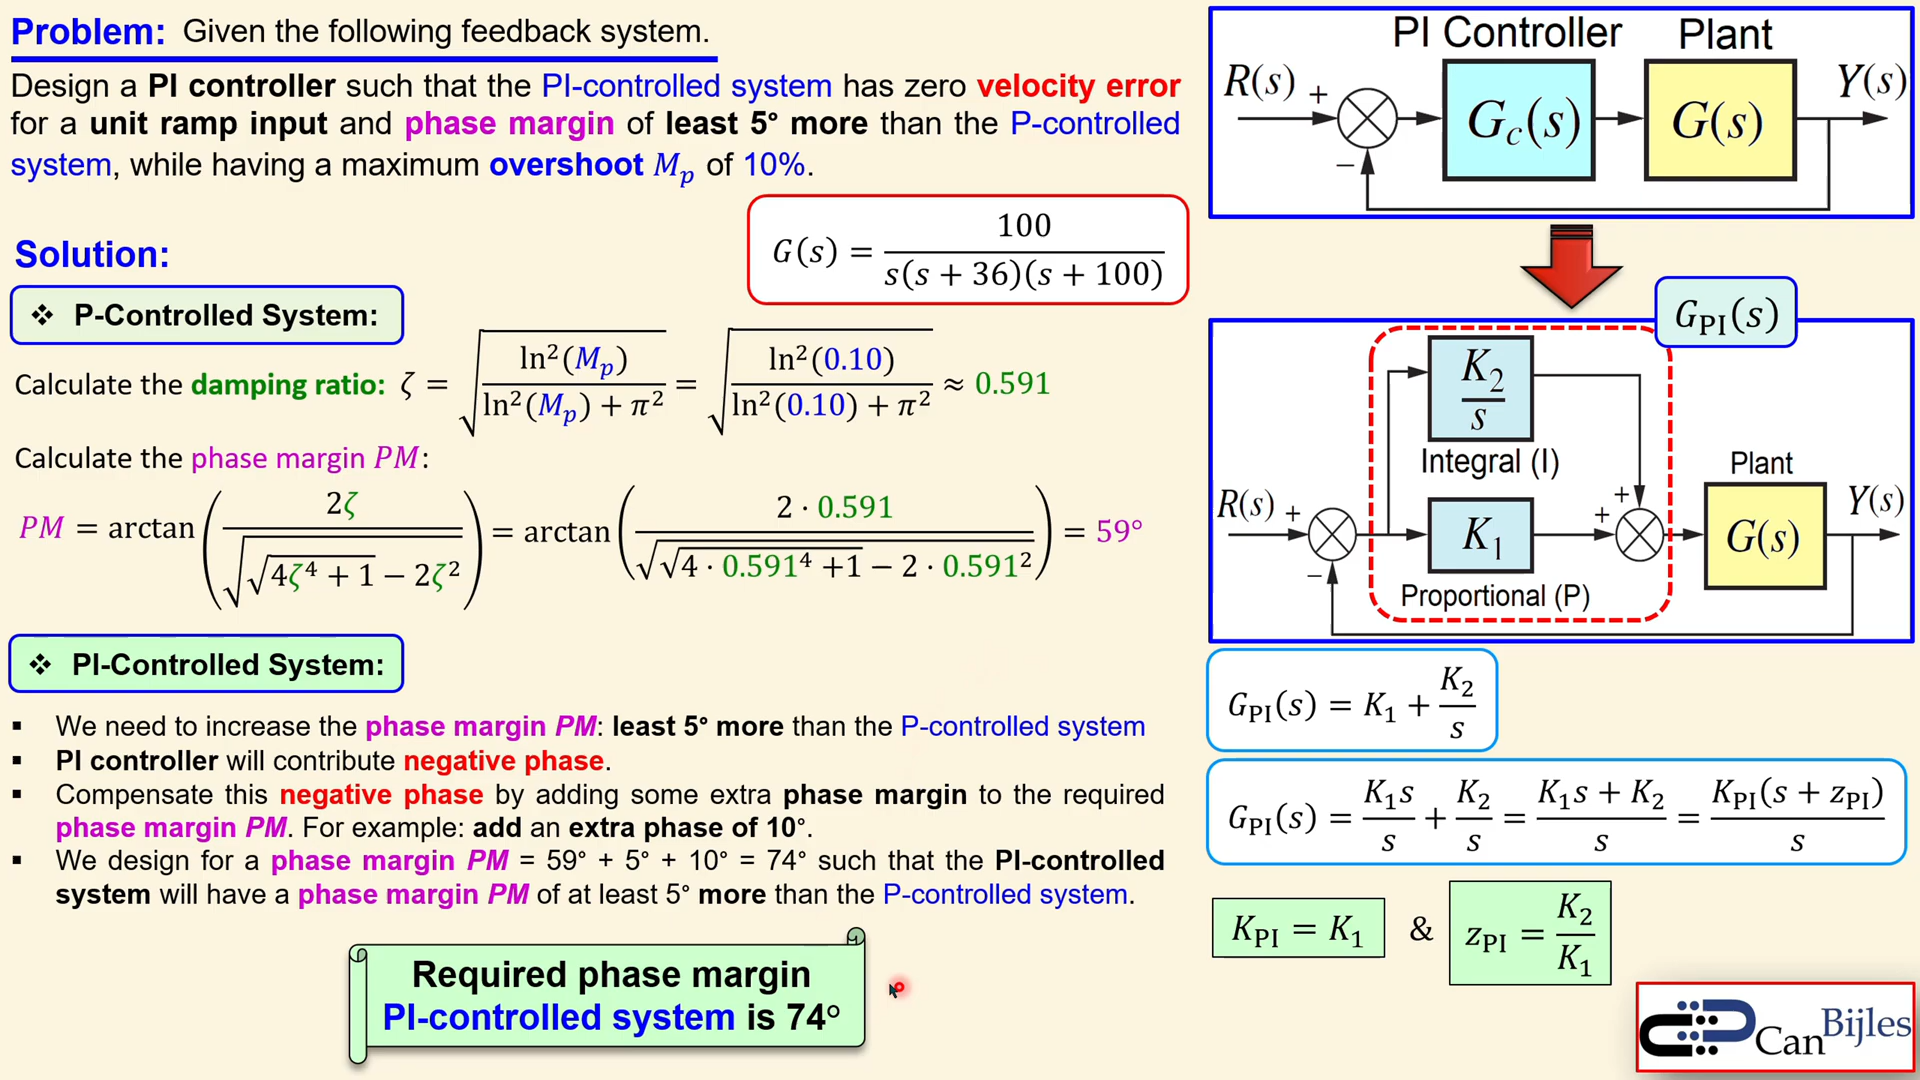 Problem: Given the following feedback system.
Design a PI controller such that the PI-controlled system has zero velocity error
for a unit ramp input and phase margin of least 5° more than the P-controlled
system, while having a maximum overshoot Mₚ of 10%.
G(s) = 100 / (s(s + 36)(s + 100))
Solution:
❖ P-Controlled System:
Calculate the damping ratio: ζ = √(ln²(Mₚ) / (ln²(Mₚ) + π²)) = √(ln²(0.10) / (ln²(0.10) + π²)) ≈ 0.591
Calculate the phase margin PM:
PM = arctan(2ζ / √(√(4ζ⁴ + 1) − 2ζ²)) = arctan(2 · 0.591 / √(√(4 · 0.591⁴ +1) − 2 · 0.591²)) = 59°
❖ PI-Controlled System:
▪ We need to increase the phase margin PM: least 5° more than the P-controlled system
▪ PI controller will contribute negative phase.
▪ Compensate this negative phase by adding some extra phase margin to the required
phase margin PM. For example: add an extra phase of 10°.
▪ We design for a phase margin PM = 59° + 5° + 10° = 74° such that the PI-controlled
system will have a phase margin PM of at least 5° more than the P-controlled system.
Required phase margin
PI-controlled system is 74°
PI Controller Plant
R(s) + − G_c(s) G(s) Y(s)
G_PI(s)
K₂/s
Integral (I)
Plant
R(s) + − K₁ + + G(s) Y(s)
Proportional (P)
G_PI(s) = K₁ + K₂/s
G_PI(s) = K₁s/s + K₂/s = (K₁s + K₂)/s = K_PI(s + z_PI)/s
K_PI = K₁ & z_PI = K₂/K₁
Can Bijles